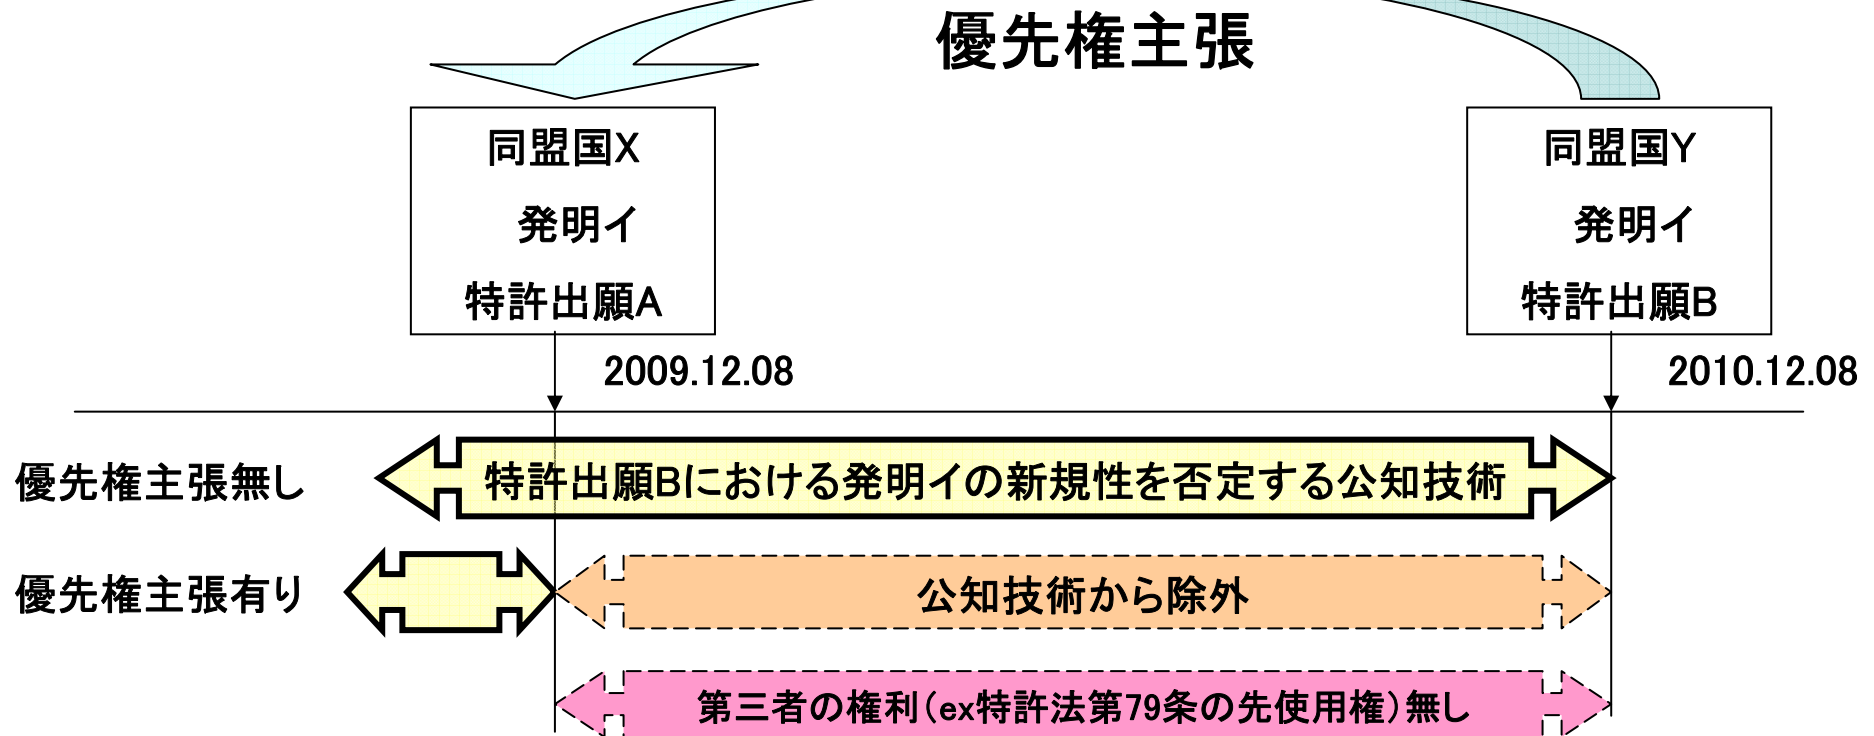 優先権主張
同盟国X
発明イ
特許出願A
同盟国Y
発明イ
特許出願B
2009.12.08
2010.12.08
優先権主張無し
特許出願Bにおける発明イの新規性を否定する公知技術
優先権主張有り
公知技術から除外
第三者の権利(ex特許法第79条の先使用権)無し